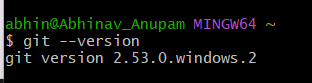 abhin@Abhinav_Anupam MINGW64 ~
$ git --version
git version 2.53.0.windows.2